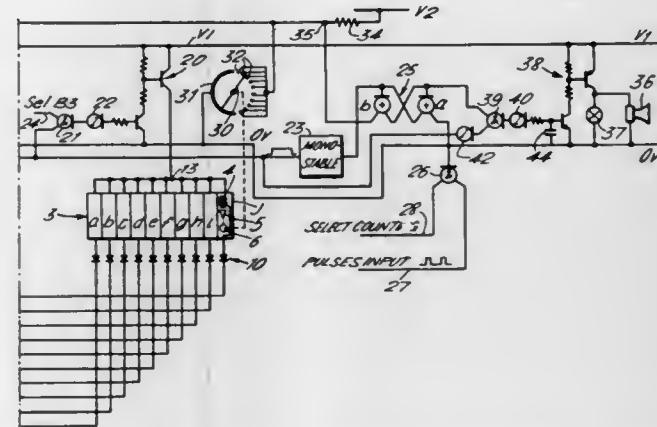 V2
35
34
V1
V1
20
32
38
31
25
36
Sel B3
22
30
b
a
39
40
24
21
0V
23
MONO
STABLE
37
0V
42
44
13
4
26
3
a b c d e f g h i j
5
6
SELECT COUNTS
28
10
PULSES INPUT
27